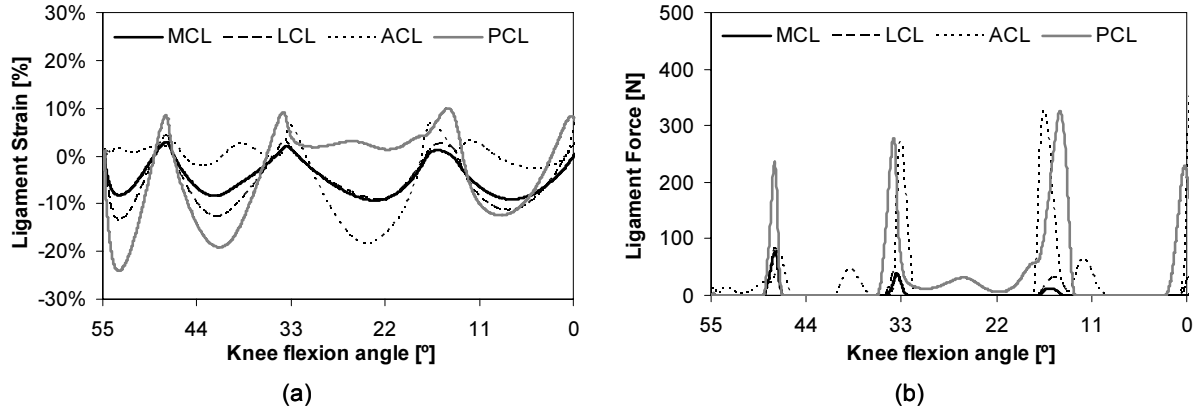 30%
20%
10%
0%
-10%
-20%
-30%
Ligament Strain [%]
MCL LCL ACL PCL
55 44 33 22 11 0
Knee flexion angle [º]
(a)
500
400
300
200
100
0
Ligament Force [N]
MCL LCL ACL PCL
55 44 33 22 11 0
Knee flexion angle [º]
(b)